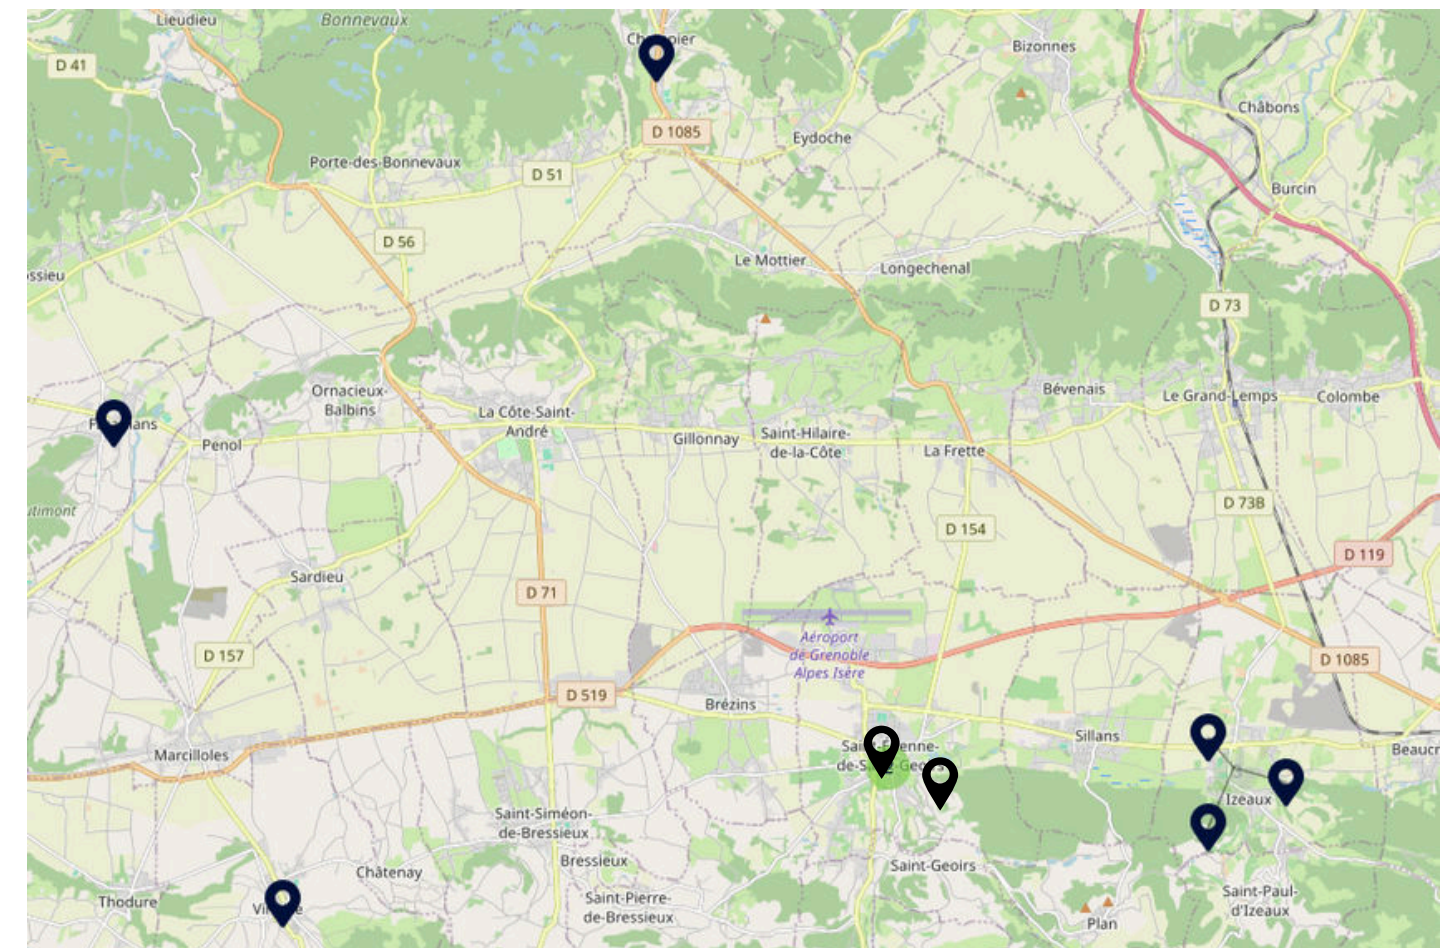 Lieudieu
Bonnevaux
Bizonnes
D 41
Châbons
D 1085
Eydoche
Porte-des-Bonnevaux
D 51
Burcin
D 56
Le Mottier
Longechenal
D 73
Ornacieux-
Balbins
Bévenais
Le Grand-Lemps
Colombe
La Côte-Saint-
André
Penol
Gillonnay
Saint-Hilaire-
de-la-Côte
La Frette
D 73B
D 154
D 119
Sardieu
D 71
Aéroport
de Grenoble
Alpes Isère
D 157
D 1085
D 519
Brézins
Sillans
Marcilloles
Izeaux
Saint-Siméon-
de-Bressieux
Bressieux
Châtenay
Saint-Geoirs
Thodure
Saint-Pierre-
de-Bressieux
Saint-Paul-
d'Izeaux
Plan